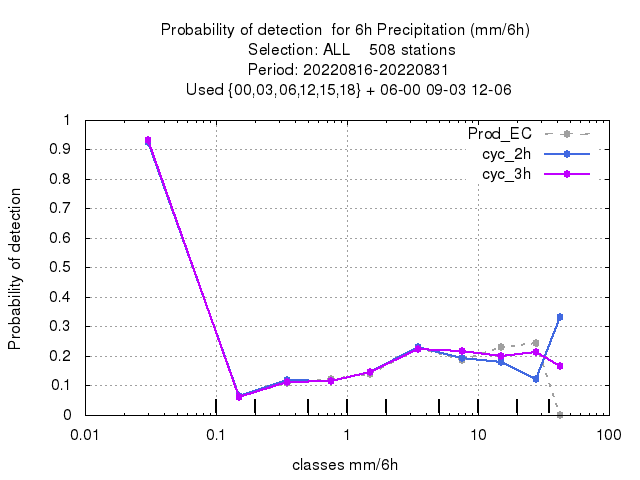 Probability of detection  for 6h Precipitation (mm/6h)
Selection: ALL    508 stations
Period: 20220816-20220831
Used {00,03,06,12,15,18} + 06-00 09-03 12-06
Prod_EC
cyc_2h
cyc_3h
Probability of detection
1
0.9
0.8
0.7
0.6
0.5
0.4
0.3
0.2
0.1
0
0.01
0.1
1
10
100
classes mm/6h